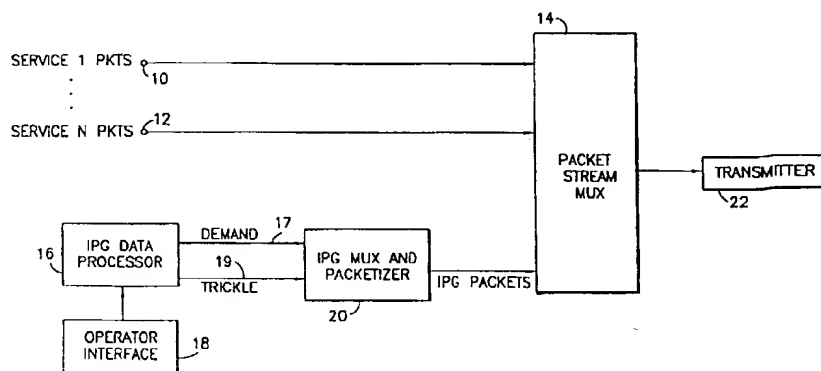 14
SERVICE 1 PKTS
10
SERVICE N PKTS
12
PACKET
STREAM
MUX
TRANSMITTER
22
DEMAND
17
16
IPG DATA
PROCESSOR
19
TRICKLE
IPG MUX AND
PACKETIZER
20
IPG PACKETS
OPERATOR
INTERFACE
18